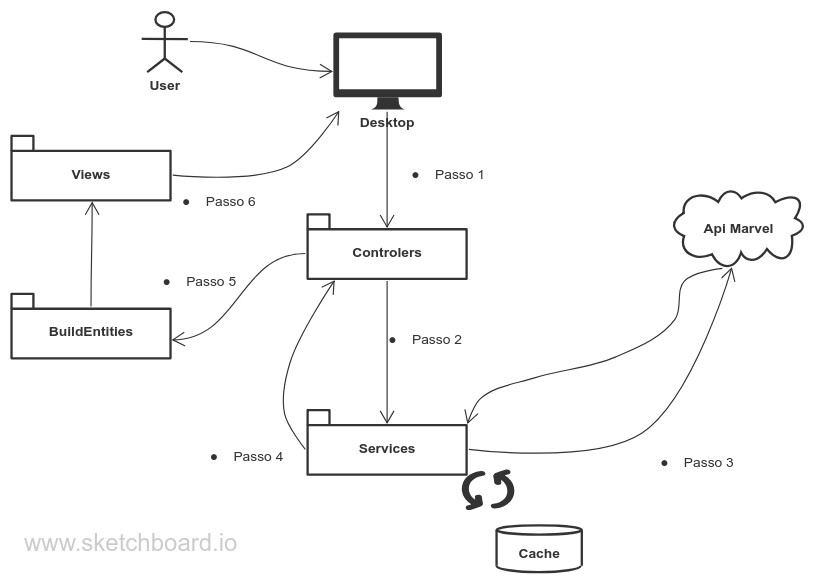 User
Desktop
Views
Passo 1
Passo 6
Api Marvel
Controlers
Passo 5
BuildEntities
Passo 2
Services
Passo 4
Passo 3
www.sketchboard.io
Cache